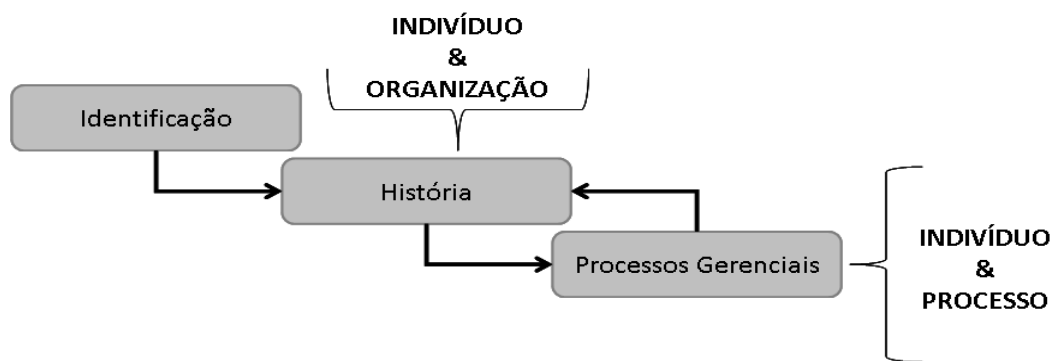 INDIVÍDUO
&
ORGANIZAÇÃO
Identificação
História
Processos Gerenciais
INDIVÍDUO
&
PROCESSO